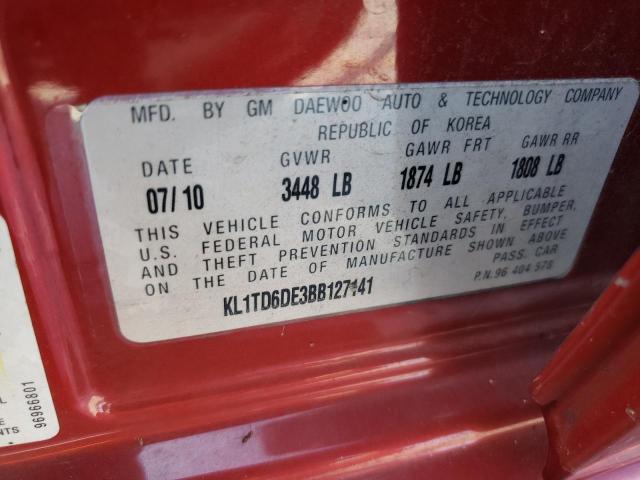 MFD. BY GM DAEWOO AUTO & TECHNOLOGY COMPANY
REPUBLIC OF KOREA
DATE GVWR GAWR FRT GAWR RR
07/10 3448 LB 1874 LB 1808 LB
THIS VEHICLE CONFORMS TO ALL APPLICABLE
U.S. FEDERAL MOTOR VEHICLE SAFETY, BUMPER,
AND THEFT PREVENTION STANDARDS IN EFFECT
ON THE DATE OF MANUFACTURE SHOWN ABOVE
PASS. CAR
KL1TD6DE3BB127141
P.N.96 404 578
96966801